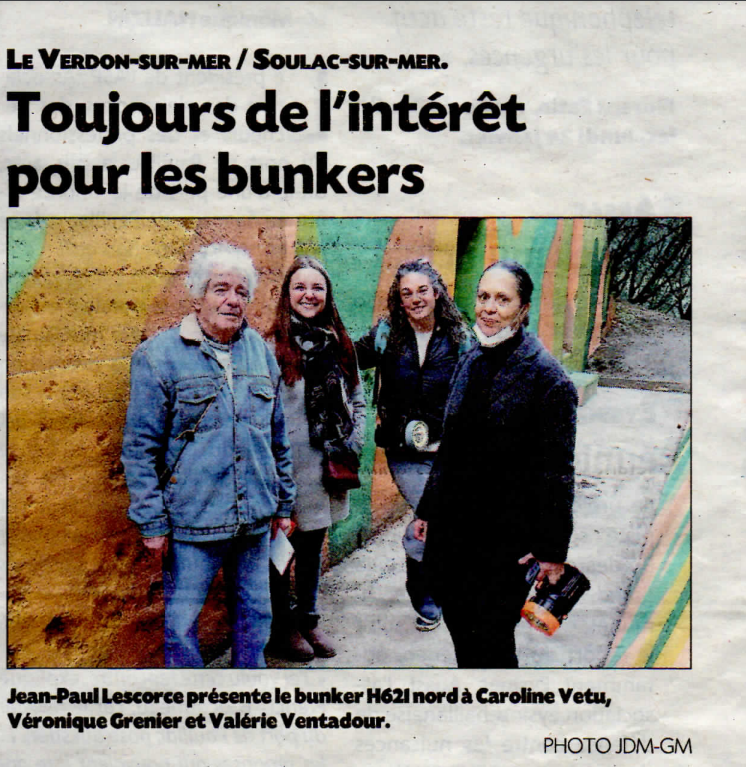 LE VERDON-SUR-MER / SOULAC-SUR-MER.
Toujours de l'intérêt
pour les bunkers
Jean-Paul Lescorce présente le bunker H621 nord à Caroline Vetu,
Véronique Grenier et Valérie Ventadour.
PHOTO JDM-GM